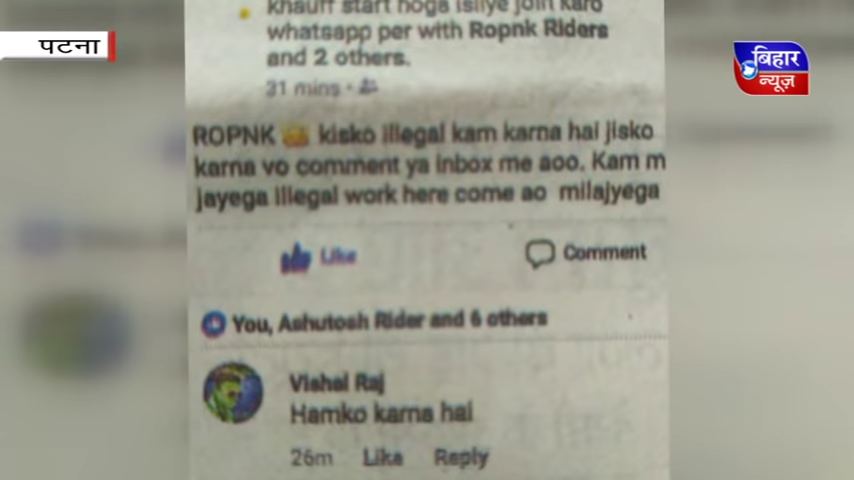 पटना
बिहार
न्यूज़
khauff start hoga isliye join karo
whatsapp per with Ropnk Riders
and 2 others.
31 mins
ROPNK kisko illegal kam karna hai jisko
karna vo comment ya inbox me aoo. Kam m
jayega illegal work here come ao milajyega
Like
Comment
You, Ashutosh Rider and 6 others
Vishal Raj
Hamko karna hai
26m Like Reply